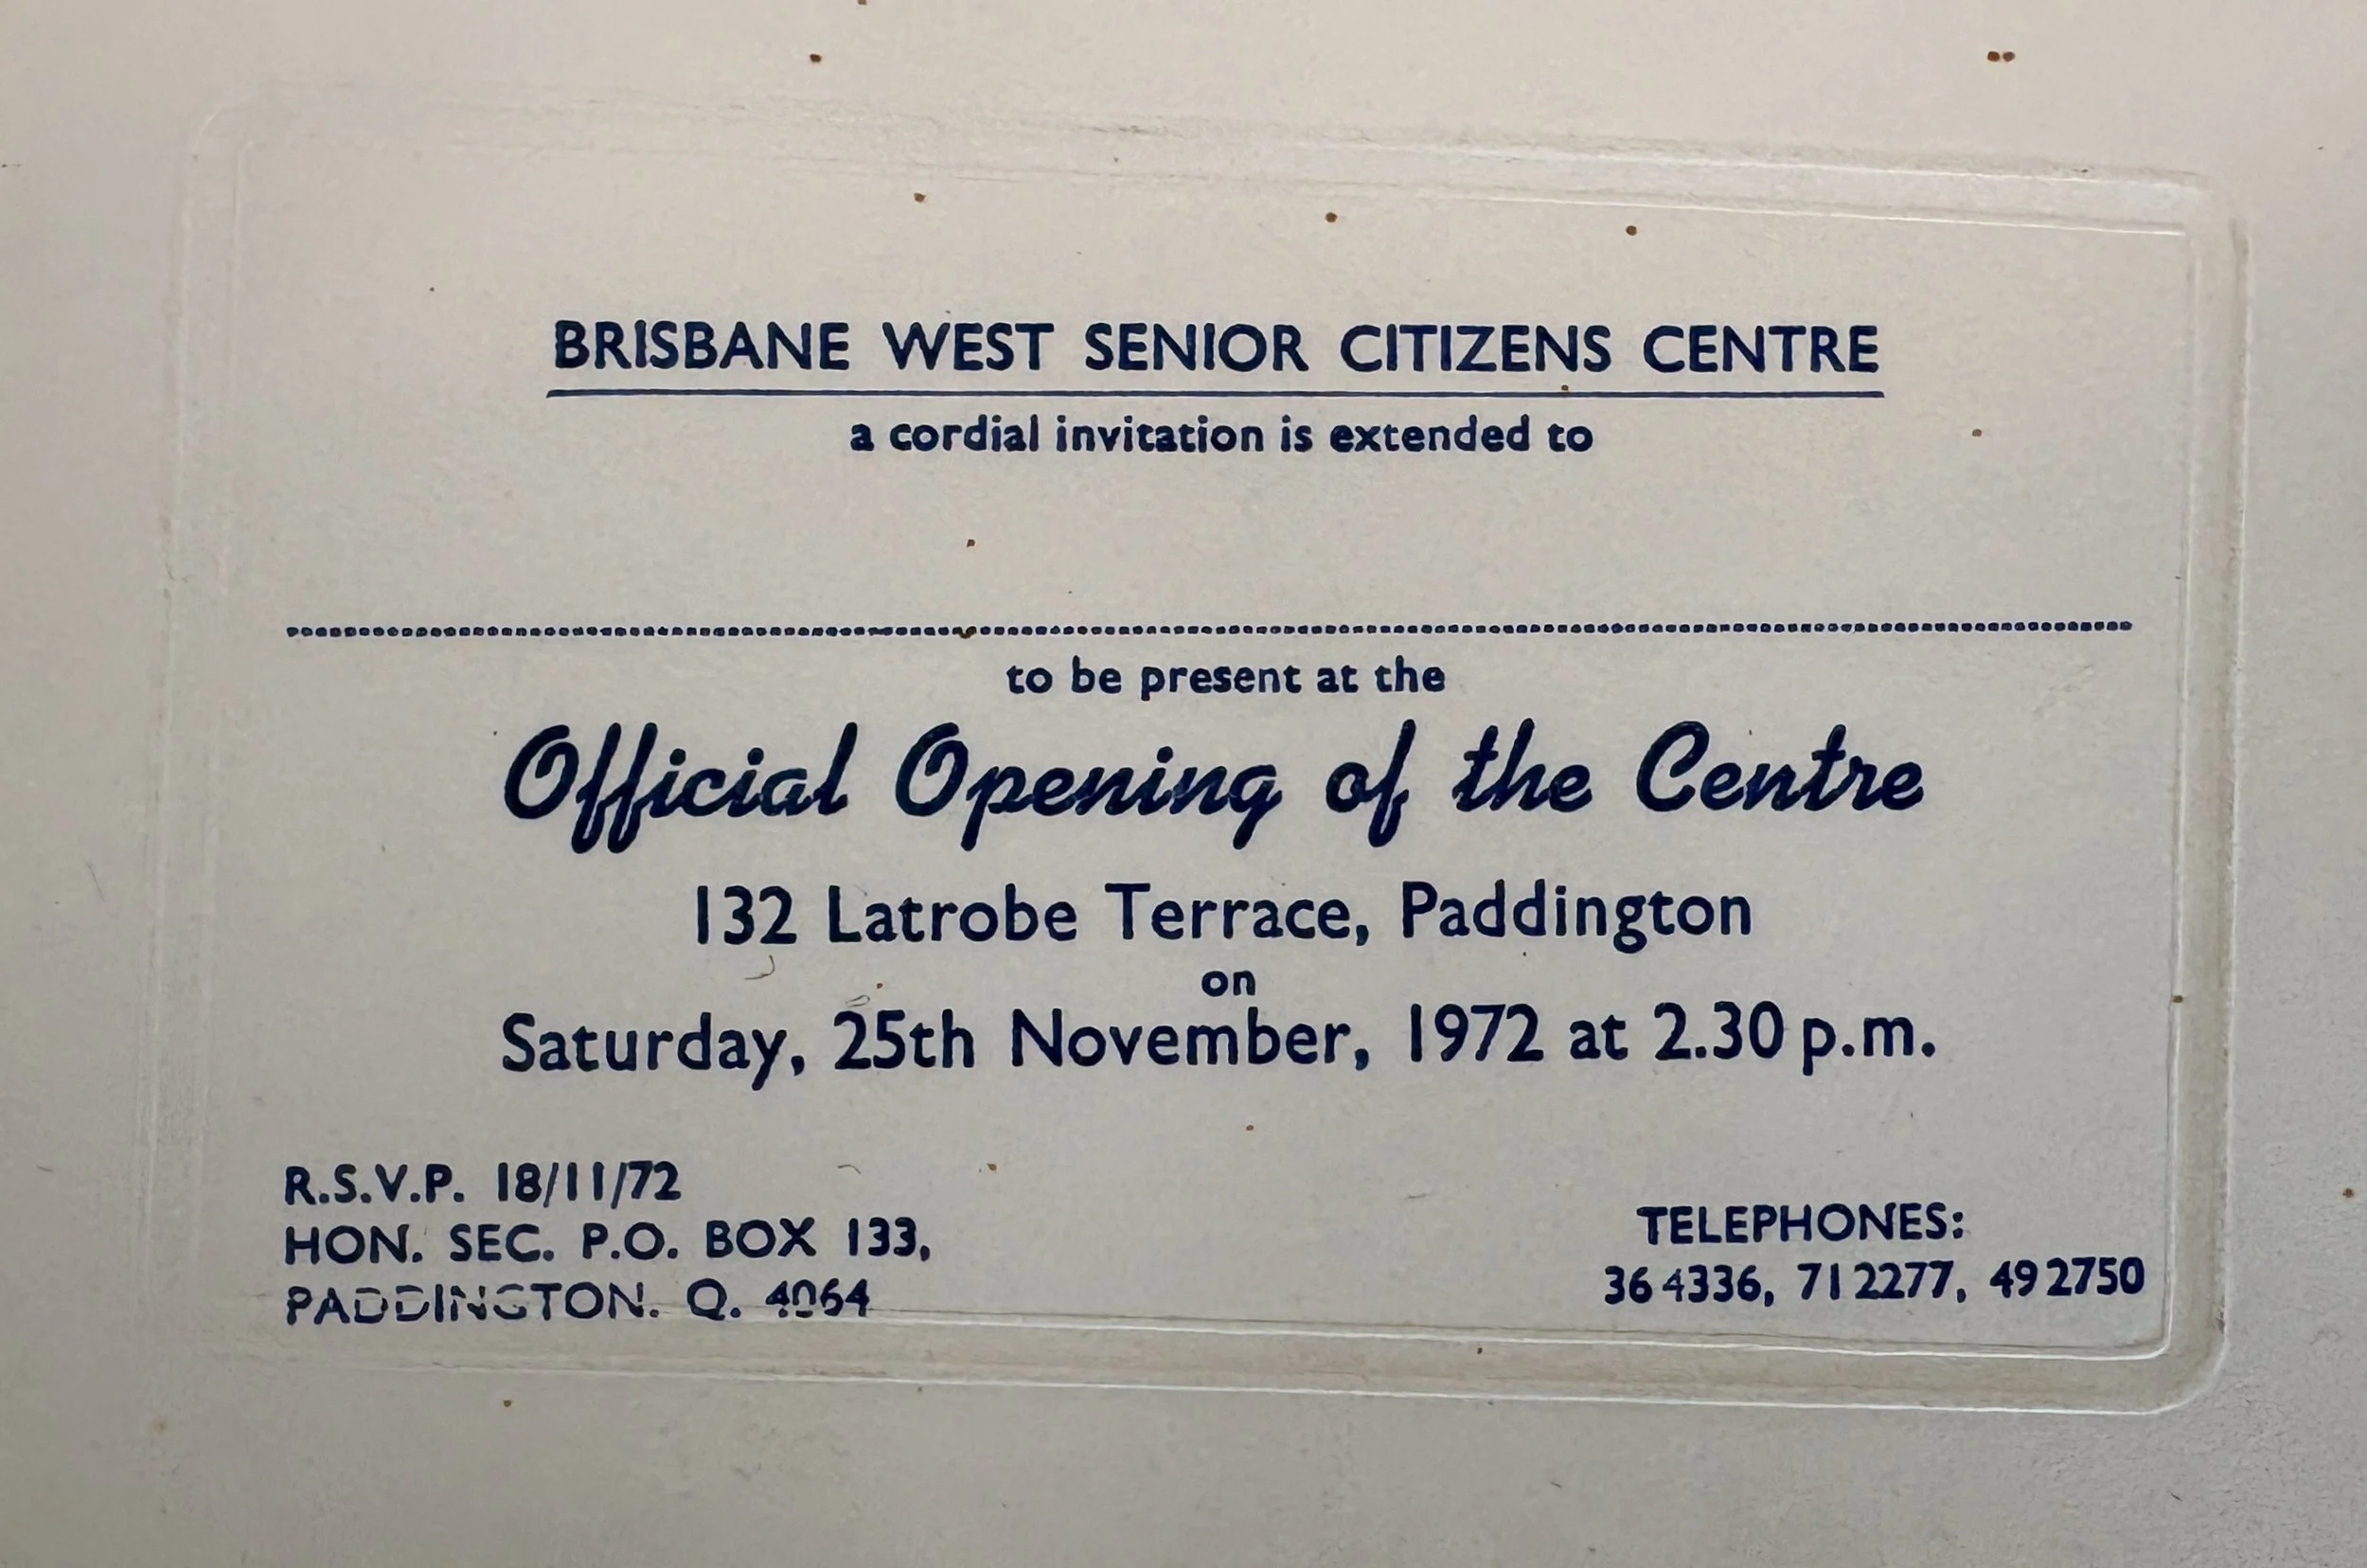 BRISBANE WEST SENIOR CITIZENS CENTRE
a cordial invitation is extended to
to be present at the
Official Opening of the Centre
132 Latrobe Terrace, Paddington
on
Saturday, 25th November, 1972 at 2.30 p.m.
R.S.V.P. 18/11/72
HON. SEC. P.O. BOX 133,
PADDINGTON. Q. 4064
TELEPHONES:
36 4336, 71 2277, 49 2750